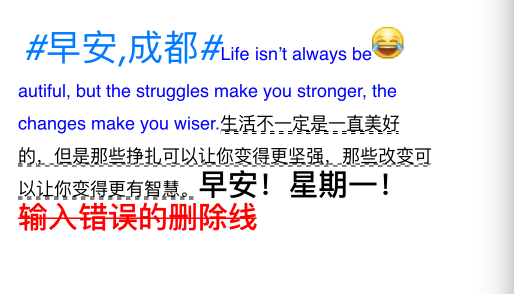 #早安,成都#Life isn’t always be😂
autiful, but the struggles make you stronger, the
changes make you wiser.生活不一定是一直美好
的，但是那些挣扎可以让你变得更坚强，那些改变可
以让你变得更有智慧。早安！星期一！
输入错误的删除线